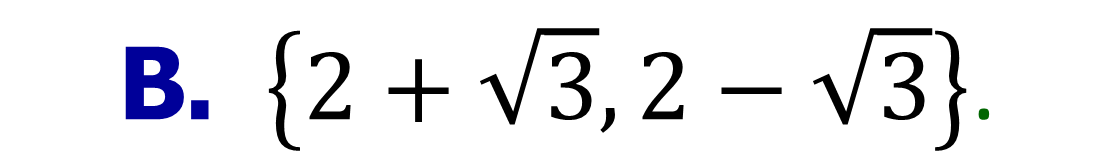 B. {2 + √3, 2 − √3}.